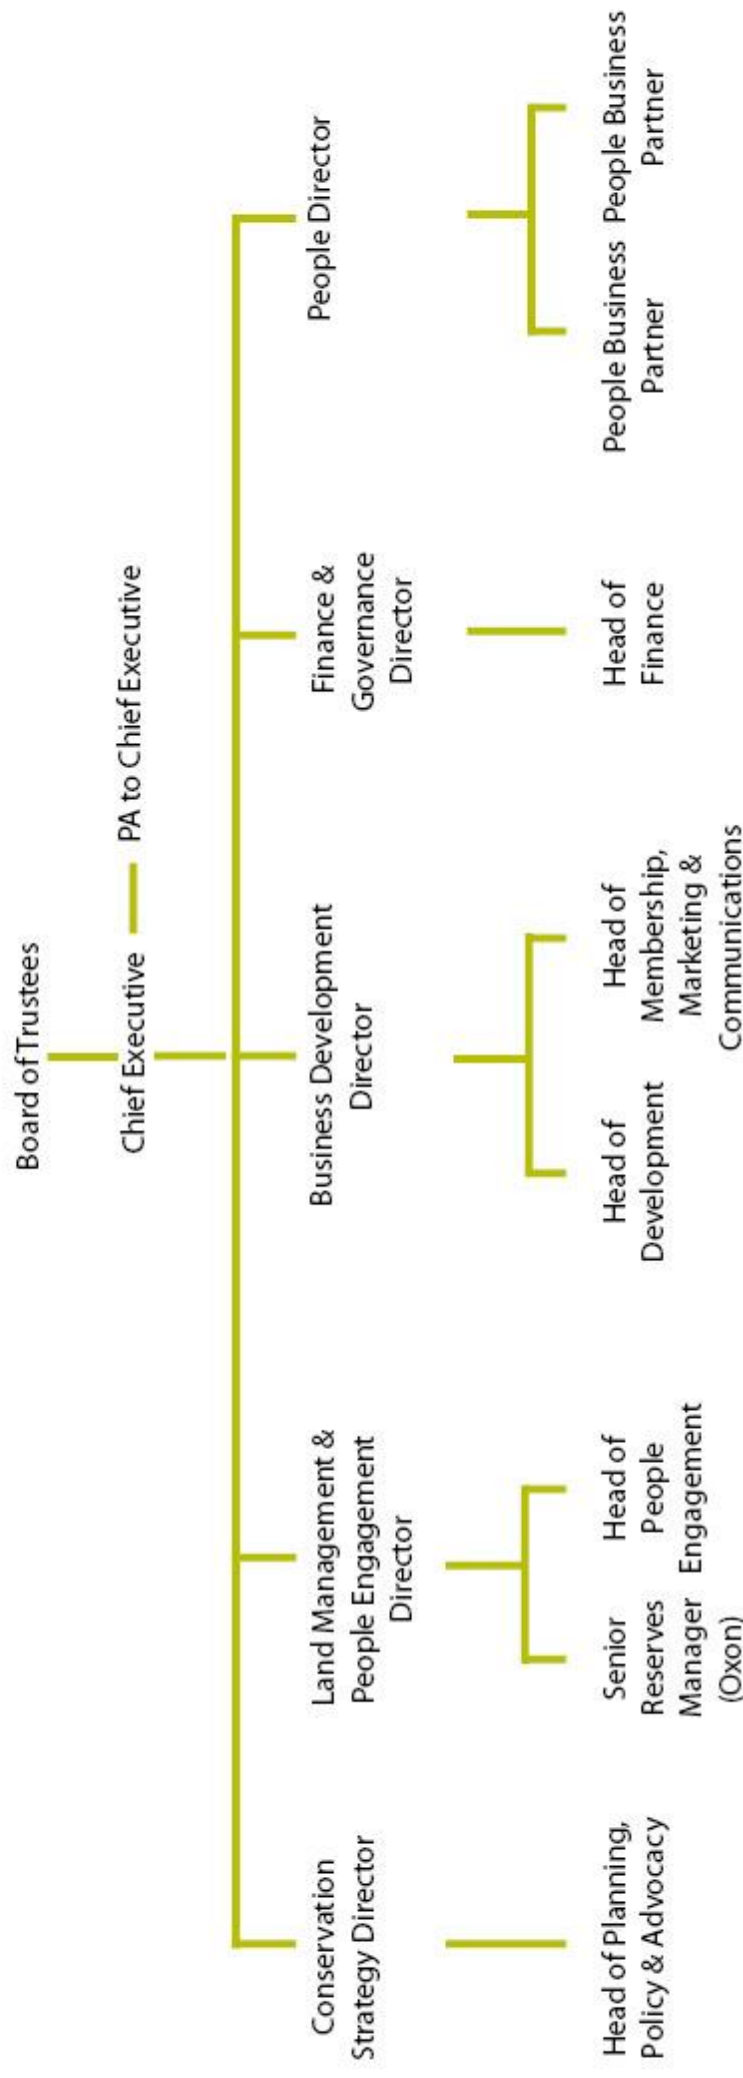 Board of Trustees
Chief Executive
PA to Chief Executive
Conservation
Strategy Director
Land Management &
People Engagement
Director
Business Development
Director
Finance &
Governance
Director
People Director
Head of Planning,
Policy & Advocacy
Senior
Reserves
Manager
(Oxon)
Head of
People
Engagement
Head of
Development
Head of
Membership,
Marketing &
Communications
Head of
Finance
People Business
Partner
People Business
Partner